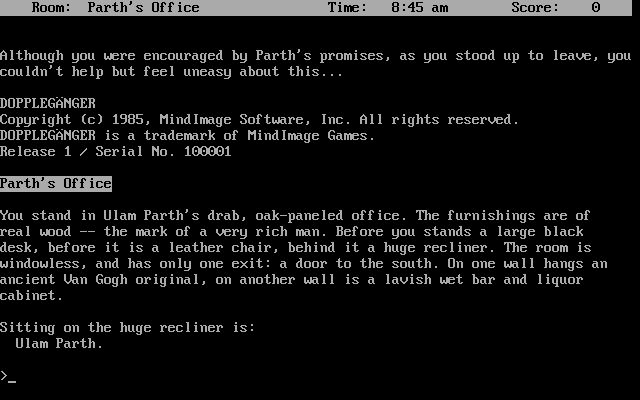 Room: Parth's Office Time: 8:45 am Score: 0
Although you were encouraged by Parth's promises, as you stood up to leave, you
couldn't help but feel uneasy about this...
DOPPLEGÄNGER
Copyright (c) 1985, MindImage Software, Inc. All rights reserved.
DOPPLEGÄNGER is a trademark of MindImage Games.
Release 1 / Serial No. 100001
Parth's Office
You stand in Ulam Parth's drab, oak-paneled office. The furnishings are of
real wood -- the mark of a very rich man. Before you stands a large black
desk, before it is a leather chair, behind it a huge recliner. The room is
windowless, and has only one exit: a door to the south. On one wall hangs an
ancient Van Gogh original, on another wall is a lavish wet bar and liquor
cabinet.
Sitting on the huge recliner is:
Ulam Parth.
>_